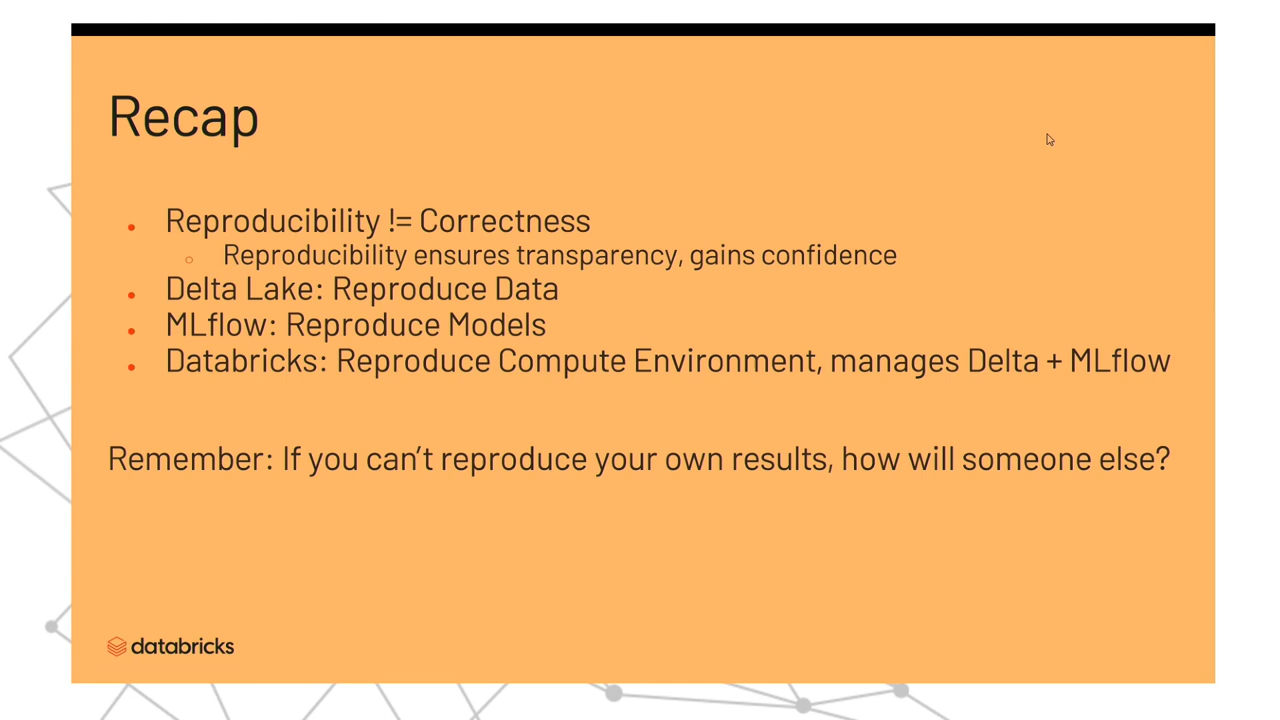 Recap
Reproducibility != Correctness
Reproducibility ensures transparency, gains confidence
Delta Lake: Reproduce Data
MLflow: Reproduce Models
Databricks: Reproduce Compute Environment, manages Delta + MLflow
Remember: If you can’t reproduce your own results, how will someone else?
databricks